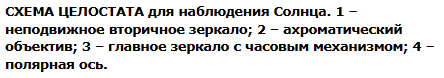 СХЕМА ЦЕЛОСТАТА для наблюдения Солнца. 1 –
неподвижное вторичное зеркало; 2 – ахроматический
объектив; 3 – главное зеркало с часовым механизмом; 4 –
полярная ось.